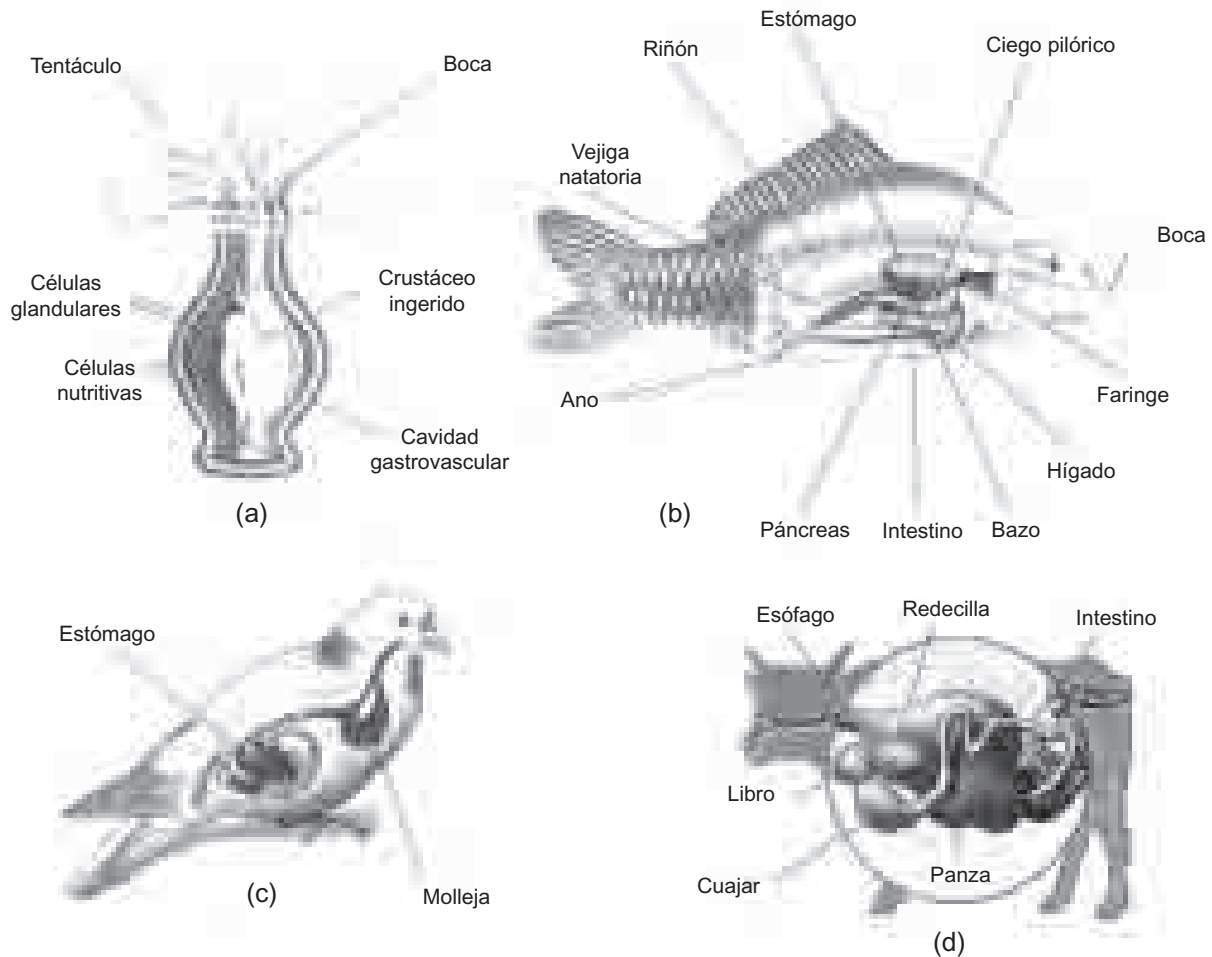 Tentáculo
Boca
Células
glandulares
Crustáceo
ingerido
Células
nutritivas
Cavidad
gastrovascular
(a)
Estómago
Riñón
Ciego pilórico
Vejiga
natatoria
Boca
Ano
Faringe
Hígado
Páncreas
Intestino
Bazo
(b)
Estómago
Molleja
(c)
Esófago
Redecilla
Intestino
Libro
Cuajar
Panza
(d)